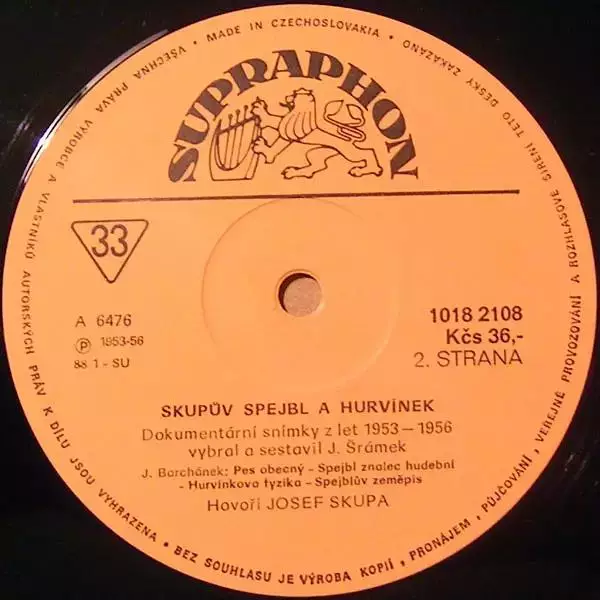 • MADE IN CZECHOSLOVAKIA •
VŠECHNA PRÁVA VÝROBCE A VLASTNÍKŮ AUTORSKÝCH PRÁV K DÍLU JSOU VYHRAZENA • BEZ SOUHLASU JE VÝROBA KOPIÍ, PRONÁJEM, PŮJČOVÁNÍ, VEŘEJNÉ PROVOZOVÁNÍ A ROZHLASOVÉ ŠÍŘENÍ TÉTO DESKY ZAKÁZÁNO
SUPRAPHON
33
A 6476
Ⓟ 1953-56
88 1 - SU
1018 2108
Kčs 36,-
2. STRANA
SKUPŮV SPEJBL A HURVÍNEK
Dokumentární snímky z let 1953 — 1956
vybral a sestavil J. Šrámek
J. Barchánek: Pes obecný - Spejbl znalec hudební
- Hurvínkova fyzika - Spejblův zeměpis
Hovoří JOSEF SKUPA